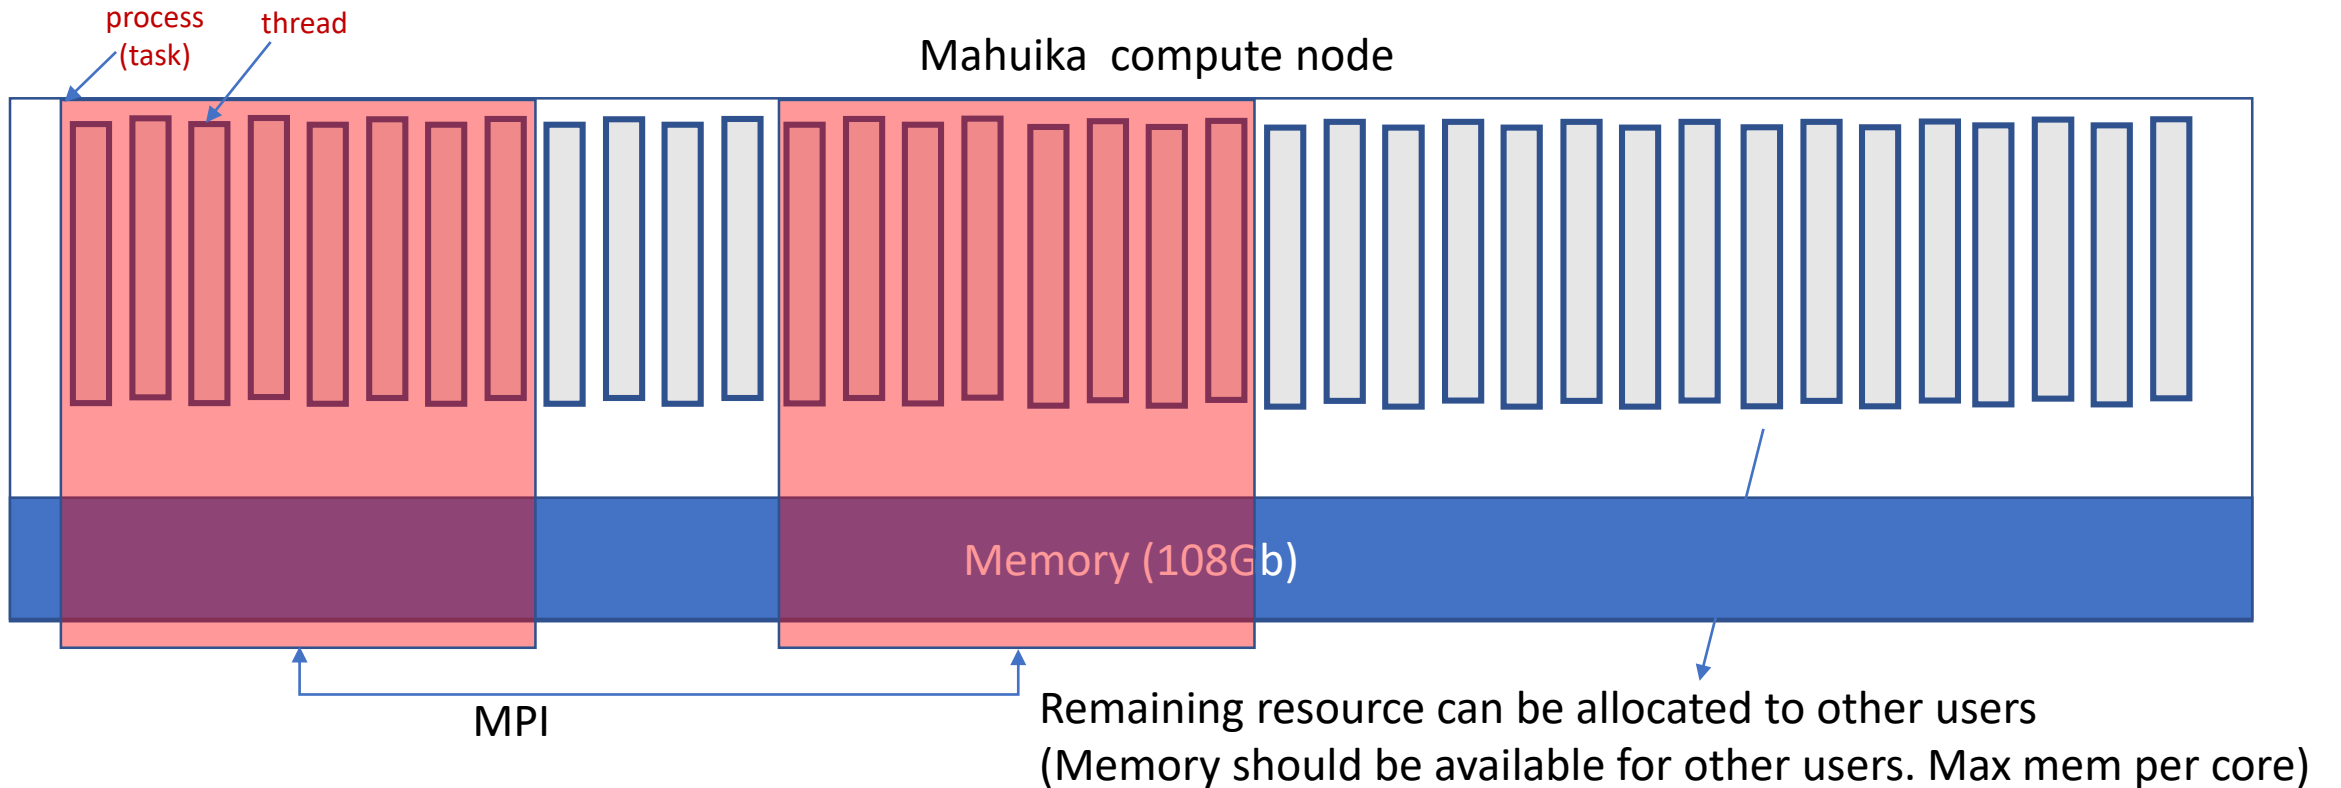 process
(task)
thread
Mahuika  compute node
Memory (108Gb)
MPI
Remaining resource can be allocated to other users
(Memory should be available for other users. Max mem per core)